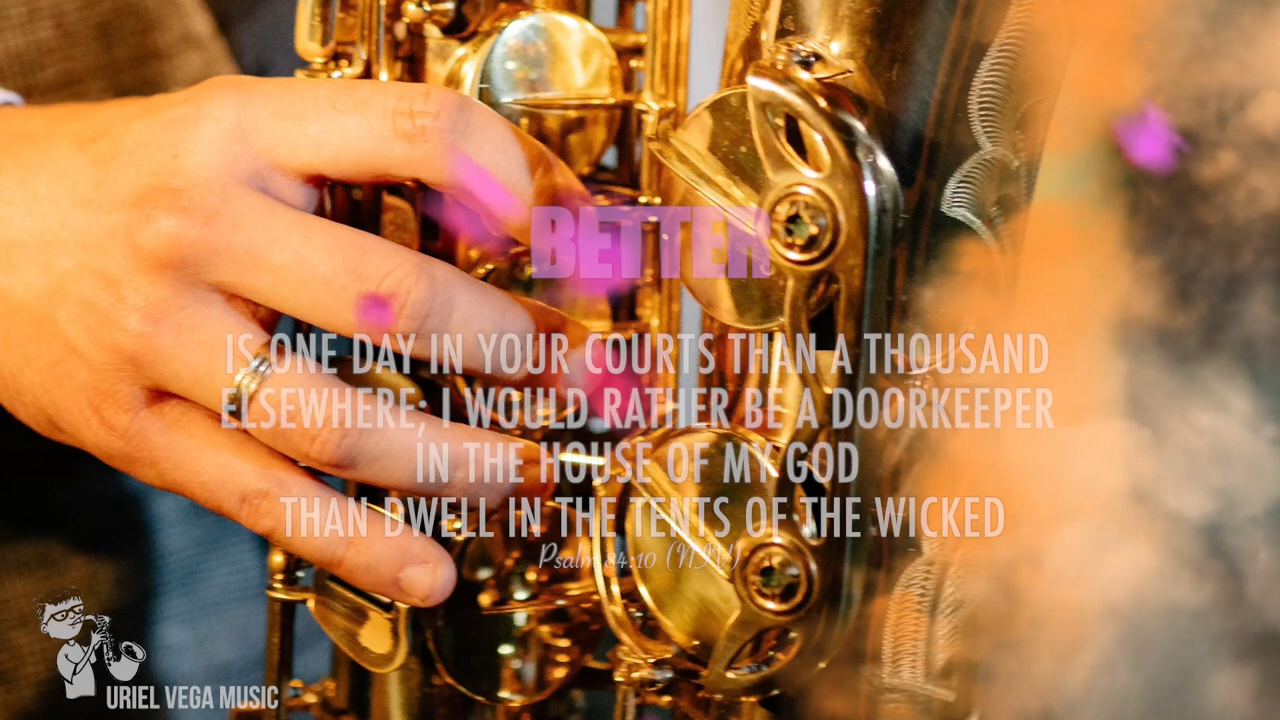 BETTER
IS ONE DAY IN YOUR COURTS THAN A THOUSAND
ELSEWHERE; I WOULD RATHER BE A DOORKEEPER
IN THE HOUSE OF MY GOD
THAN DWELL IN THE TENTS OF THE WICKED
Psalm 84:10 (NIV)
URIEL VEGA MUSIC